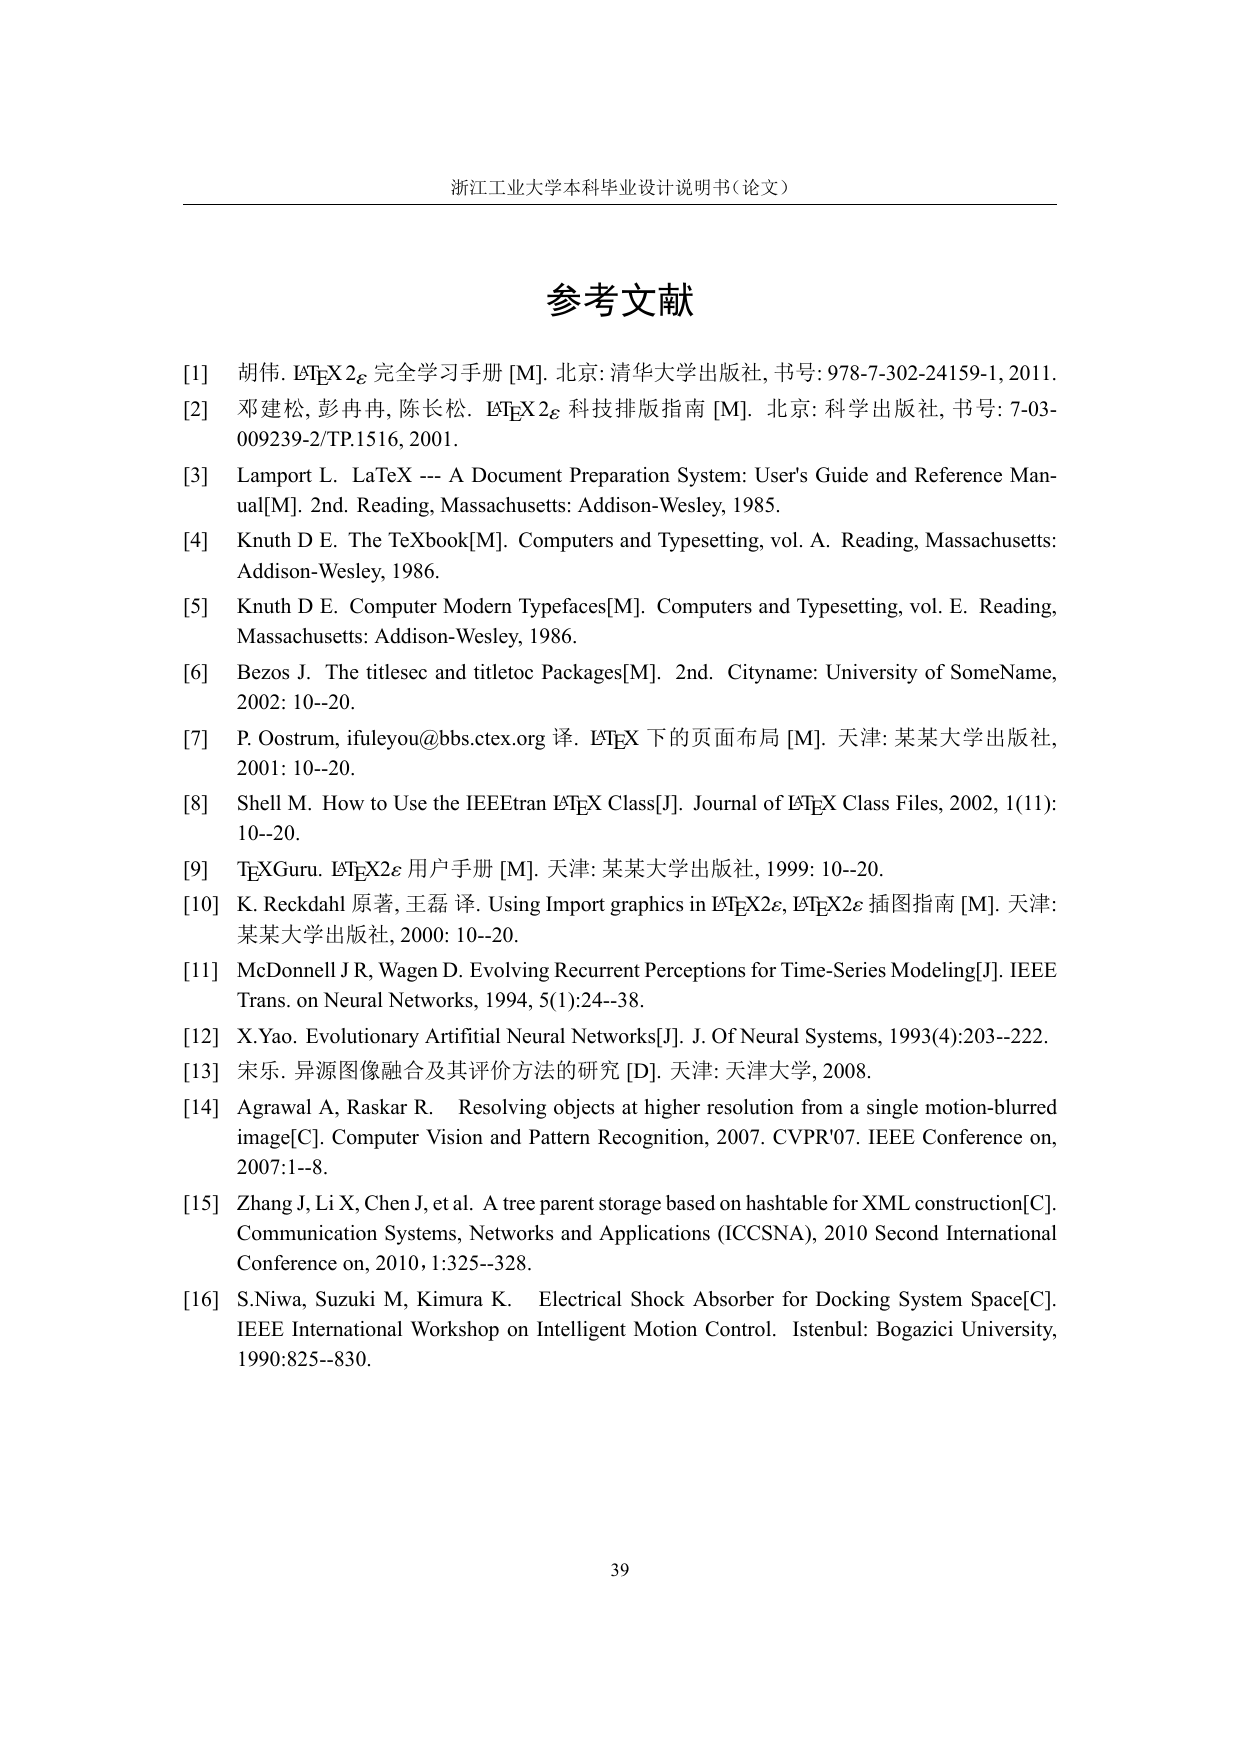 浙江工业大学本科毕业设计说明书（论文）
参考文献
[1] 胡伟. LATEX 2ε 完全学习手册 [M]. 北京: 清华大学出版社, 书号: 978-7-302-24159-1, 2011.
[2] 邓建松, 彭冉冉, 陈长松. LATEX 2ε 科技排版指南 [M]. 北京: 科学出版社, 书号: 7-03-
009239-2/TP.1516, 2001.
[3] Lamport L. LaTeX --- A Document Preparation System: User's Guide and Reference Man-
ual[M]. 2nd. Reading, Massachusetts: Addison-Wesley, 1985.
[4] Knuth D E. The TeXbook[M]. Computers and Typesetting, vol. A. Reading, Massachusetts:
Addison-Wesley, 1986.
[5] Knuth D E. Computer Modern Typefaces[M]. Computers and Typesetting, vol. E. Reading,
Massachusetts: Addison-Wesley, 1986.
[6] Bezos J. The titlesec and titletoc Packages[M]. 2nd. Cityname: University of SomeName,
2002: 10--20.
[7] P. Oostrum, ifuleyou@bbs.ctex.org 译. LATEX 下的页面布局 [M]. 天津: 某某大学出版社,
2001: 10--20.
[8] Shell M. How to Use the IEEEtran LATEX Class[J]. Journal of LATEX Class Files, 2002, 1(11):
10--20.
[9] TEXGuru. LATEX2ε 用户手册 [M]. 天津: 某某大学出版社, 1999: 10--20.
[10] K. Reckdahl 原著, 王磊 译. Using Import graphics in LATEX2ε, LATEX2ε 插图指南 [M]. 天津:
某某大学出版社, 2000: 10--20.
[11] McDonnell J R, Wagen D. Evolving Recurrent Perceptions for Time-Series Modeling[J]. IEEE
Trans. on Neural Networks, 1994, 5(1):24--38.
[12] X.Yao. Evolutionary Artifitial Neural Networks[J]. J. Of Neural Systems, 1993(4):203--222.
[13] 宋乐. 异源图像融合及其评价方法的研究 [D]. 天津: 天津大学, 2008.
[14] Agrawal A, Raskar R. Resolving objects at higher resolution from a single motion-blurred
image[C]. Computer Vision and Pattern Recognition, 2007. CVPR'07. IEEE Conference on,
2007:1--8.
[15] Zhang J, Li X, Chen J, et al. A tree parent storage based on hashtable for XML construction[C].
Communication Systems, Networks and Applications (ICCSNA), 2010 Second International
Conference on, 2010，1:325--328.
[16] S.Niwa, Suzuki M, Kimura K. Electrical Shock Absorber for Docking System Space[C].
IEEE International Workshop on Intelligent Motion Control. Istenbul: Bogazici University,
1990:825--830.
39